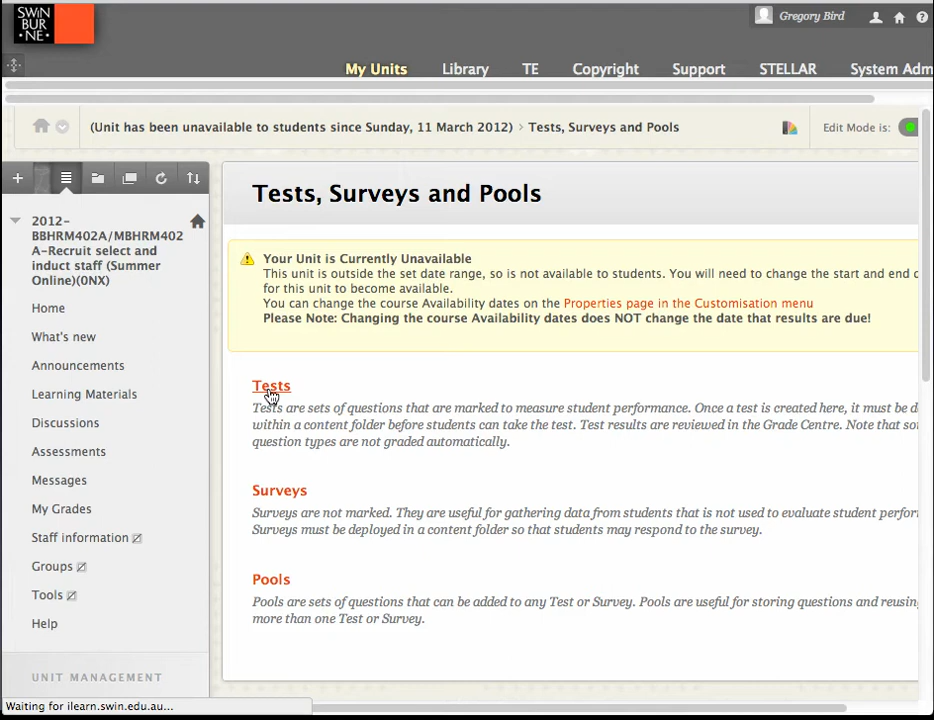 SWIN
BUR
•NE•
Gregory Bird
My Units
Library
TE
Copyright
Support
STELLAR
System Adm
(Unit has been unavailable to students since Sunday, 11 March 2012) > Tests, Surveys and Pools
Edit Mode is:
Tests, Surveys and Pools
2012-
BBHRM402A/MBHRM402
A-Recruit select and
induct staff (Summer
Online)(0NX)
Home
What's new
Announcements
Learning Materials
Discussions
Assessments
Messages
My Grades
Staff information
Groups
Tools
Help
UNIT MANAGEMENT
Your Unit is Currently Unavailable
This unit is outside the set date range, so is not available to students. You will need to change the start and end d
for this unit to become available.
You can change the course Availability dates on the Properties page in the Customisation menu
Please Note: Changing the course Availability dates does NOT change the date that results are due!
Tests
Tests are sets of questions that are marked to measure student performance. Once a test is created here, it must be d
within a content folder before students can take the test. Test results are reviewed in the Grade Centre. Note that so
question types are not graded automatically.
Surveys
Surveys are not marked. They are useful for gathering data from students that is not used to evaluate student perfor
Surveys must be deployed in a content folder so that students may respond to the survey.
Pools
Pools are sets of questions that can be added to any Test or Survey. Pools are useful for storing questions and reusin
more than one Test or Survey.
Waiting for ilearn.swin.edu.au...